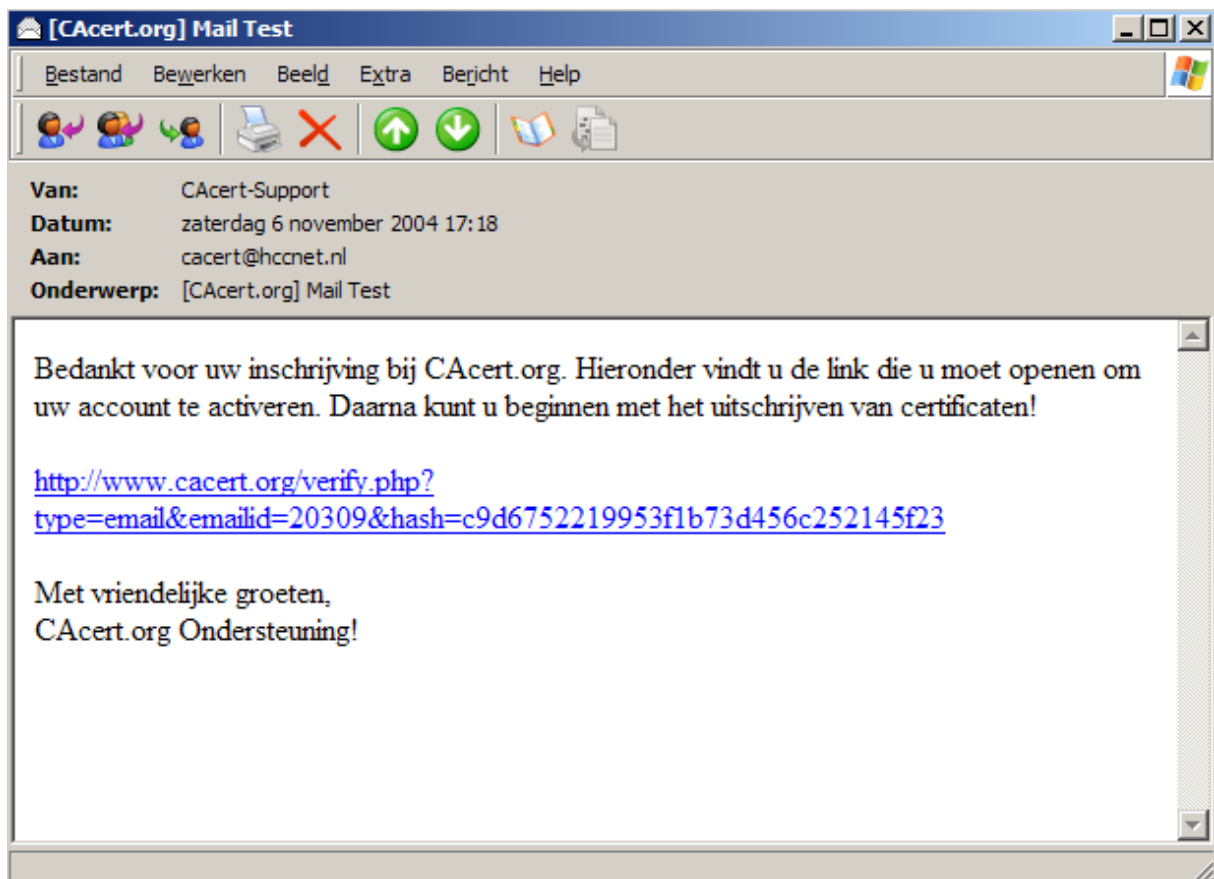 [CAcert.org] Mail Test
Bestand Bewerken Beeld Extra Bericht Help
Van: CAcert-Support
Datum: zaterdag 6 november 2004 17:18
Aan: cacert@hccnet.nl
Onderwerp: [CAcert.org] Mail Test
Bedankt voor uw inschrijving bij CAcert.org. Hieronder vindt u de link die u moet openen om
uw account te activeren. Daarna kunt u beginnen met het uitschrijven van certificaten!
http://www.cacert.org/verify.php?
type=email&emailid=20309&hash=c9d6752219953f1b73d456c252145f23
Met vriendelijke groeten,
CAcert.org Ondersteuning!